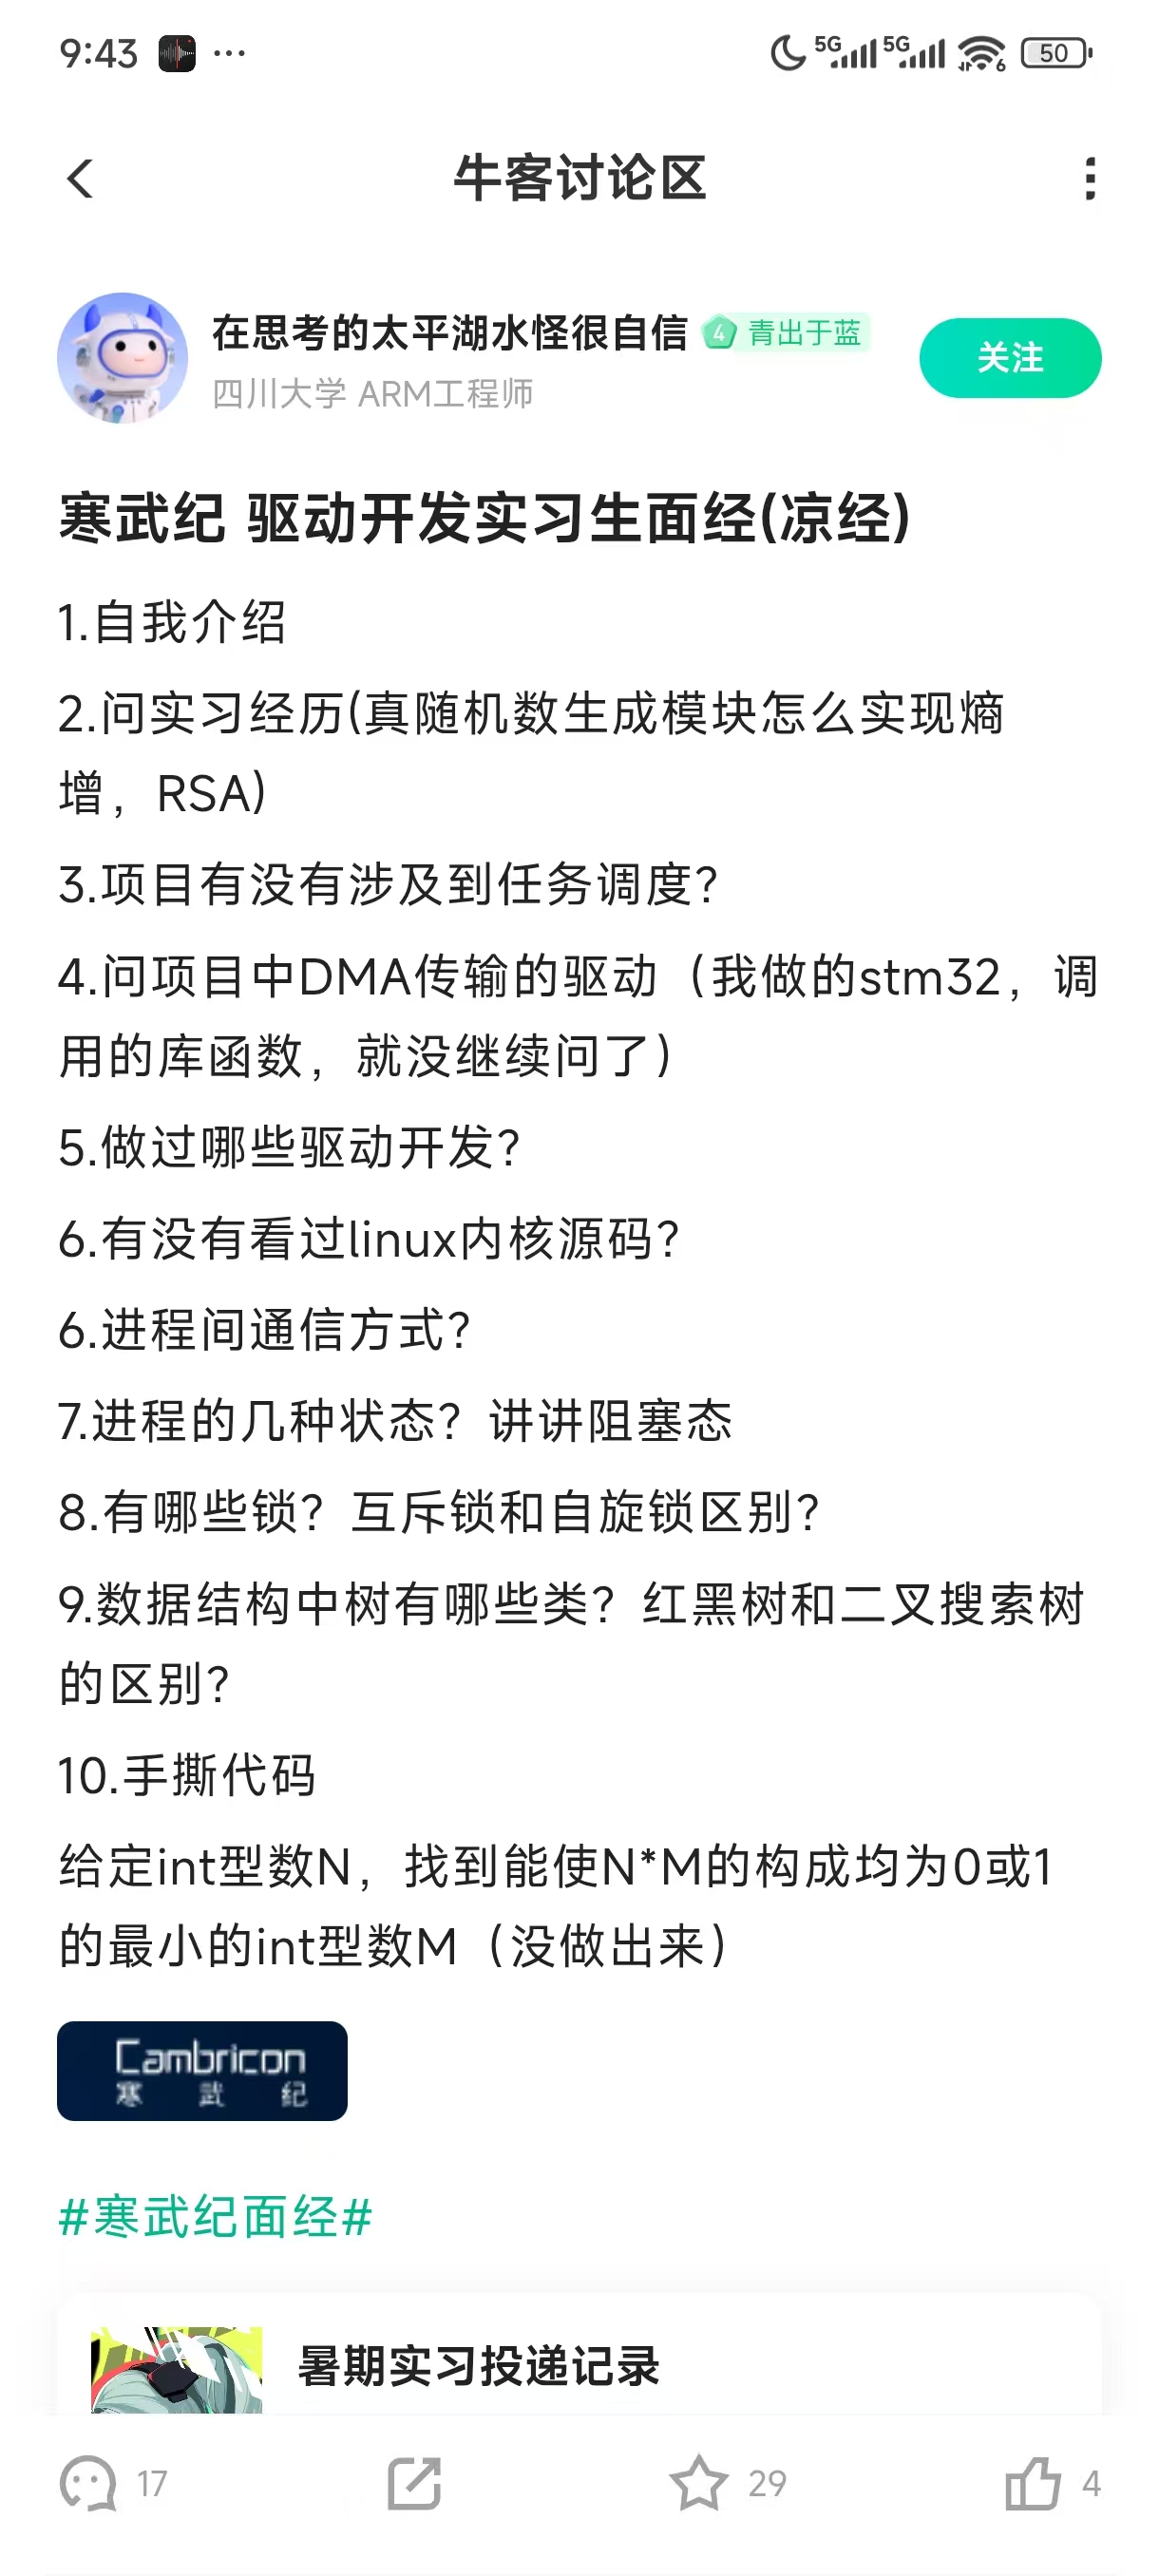 9:43 ...
5G 5G 6 50
牛客讨论区
在思考的太平湖水怪很自信 4 青出于蓝
四川大学 ARM工程师
关注
寒武纪 驱动开发实习生面经(凉经)
1.自我介绍
2.问实习经历(真随机数生成模块怎么实现熵
增，RSA)
3.项目有没有涉及到任务调度?
4.问项目中DMA传输的驱动（我做的stm32，调
用的库函数，就没继续问了）
5.做过哪些驱动开发?
6.有没有看过linux内核源码?
6.进程间通信方式?
7.进程的几种状态？讲讲阻塞态
8.有哪些锁？互斥锁和自旋锁区别?
9.数据结构中树有哪些类？红黑树和二叉搜索树
的区别?
10.手撕代码
给定int型数N，找到能使N*M的构成均为0或1
的最小的int型数M（没做出来）
Cambricon
寒 武 纪
#寒武纪面经#
暑期实习投递记录
17 29 4